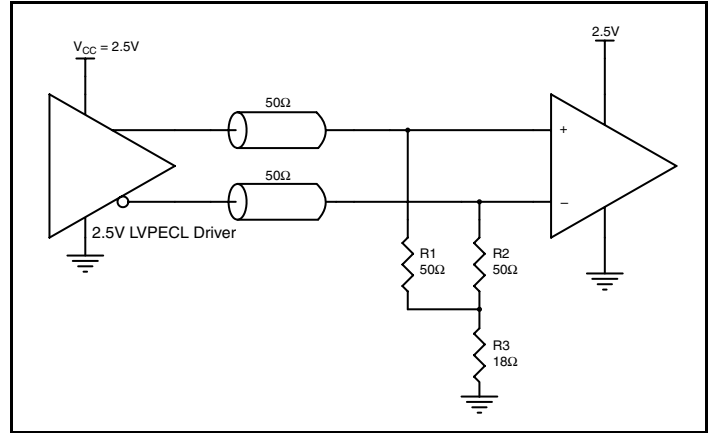 V_CC = 2.5V
2.5V
50Ω
+
50Ω
−
2.5V LVPECL Driver
R1
50Ω
R2
50Ω
R3
18Ω